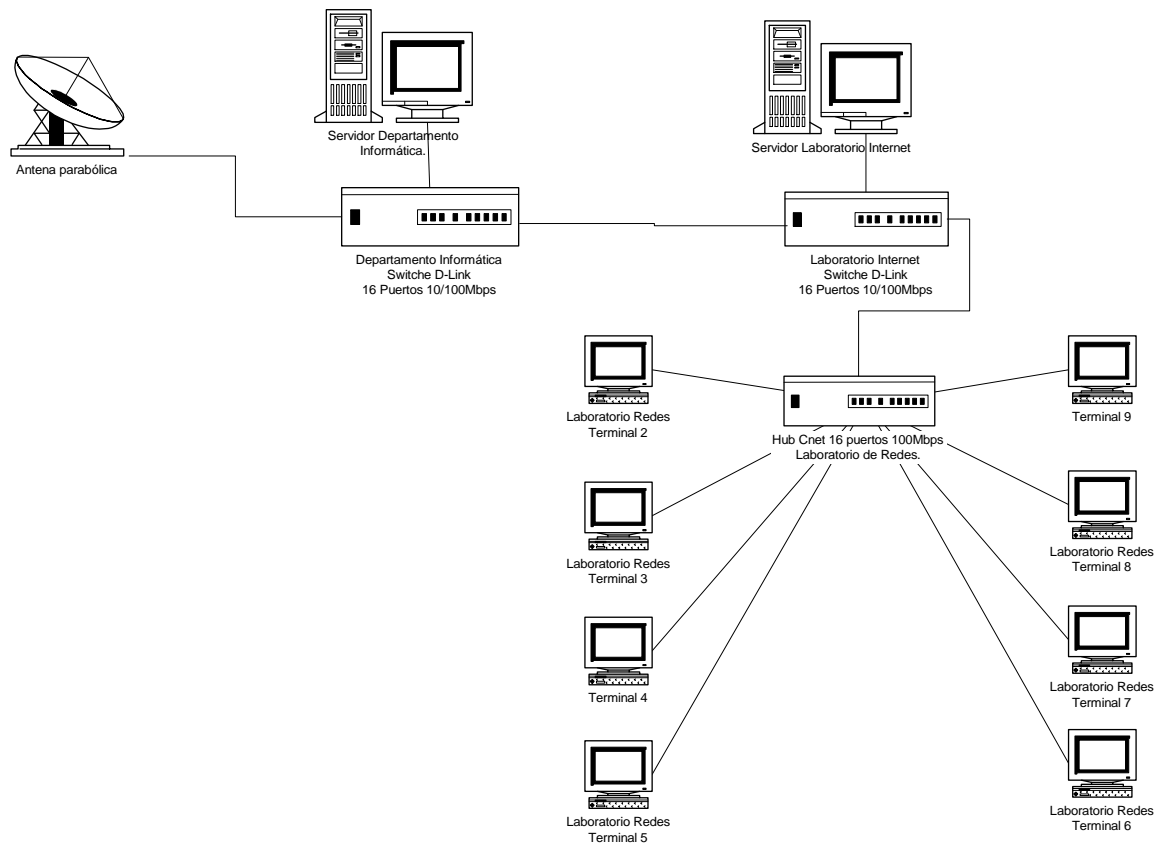 Servidor Departamento
Informática.
Servidor Laboratorio Internet
Antena parabólica
Departamento Informática
Switche D-Link
16 Puertos 10/100Mbps
Laboratorio Internet
Switche D-Link
16 Puertos 10/100Mbps
Laboratorio Redes
Terminal 2
Terminal 9
Hub Cnet 16 puertos 100Mbps
Laboratorio de Redes.
Laboratorio Redes
Terminal 3
Laboratorio Redes
Terminal 8
Terminal 4
Laboratorio Redes
Terminal 7
Laboratorio Redes
Terminal 5
Laboratorio Redes
Terminal 6